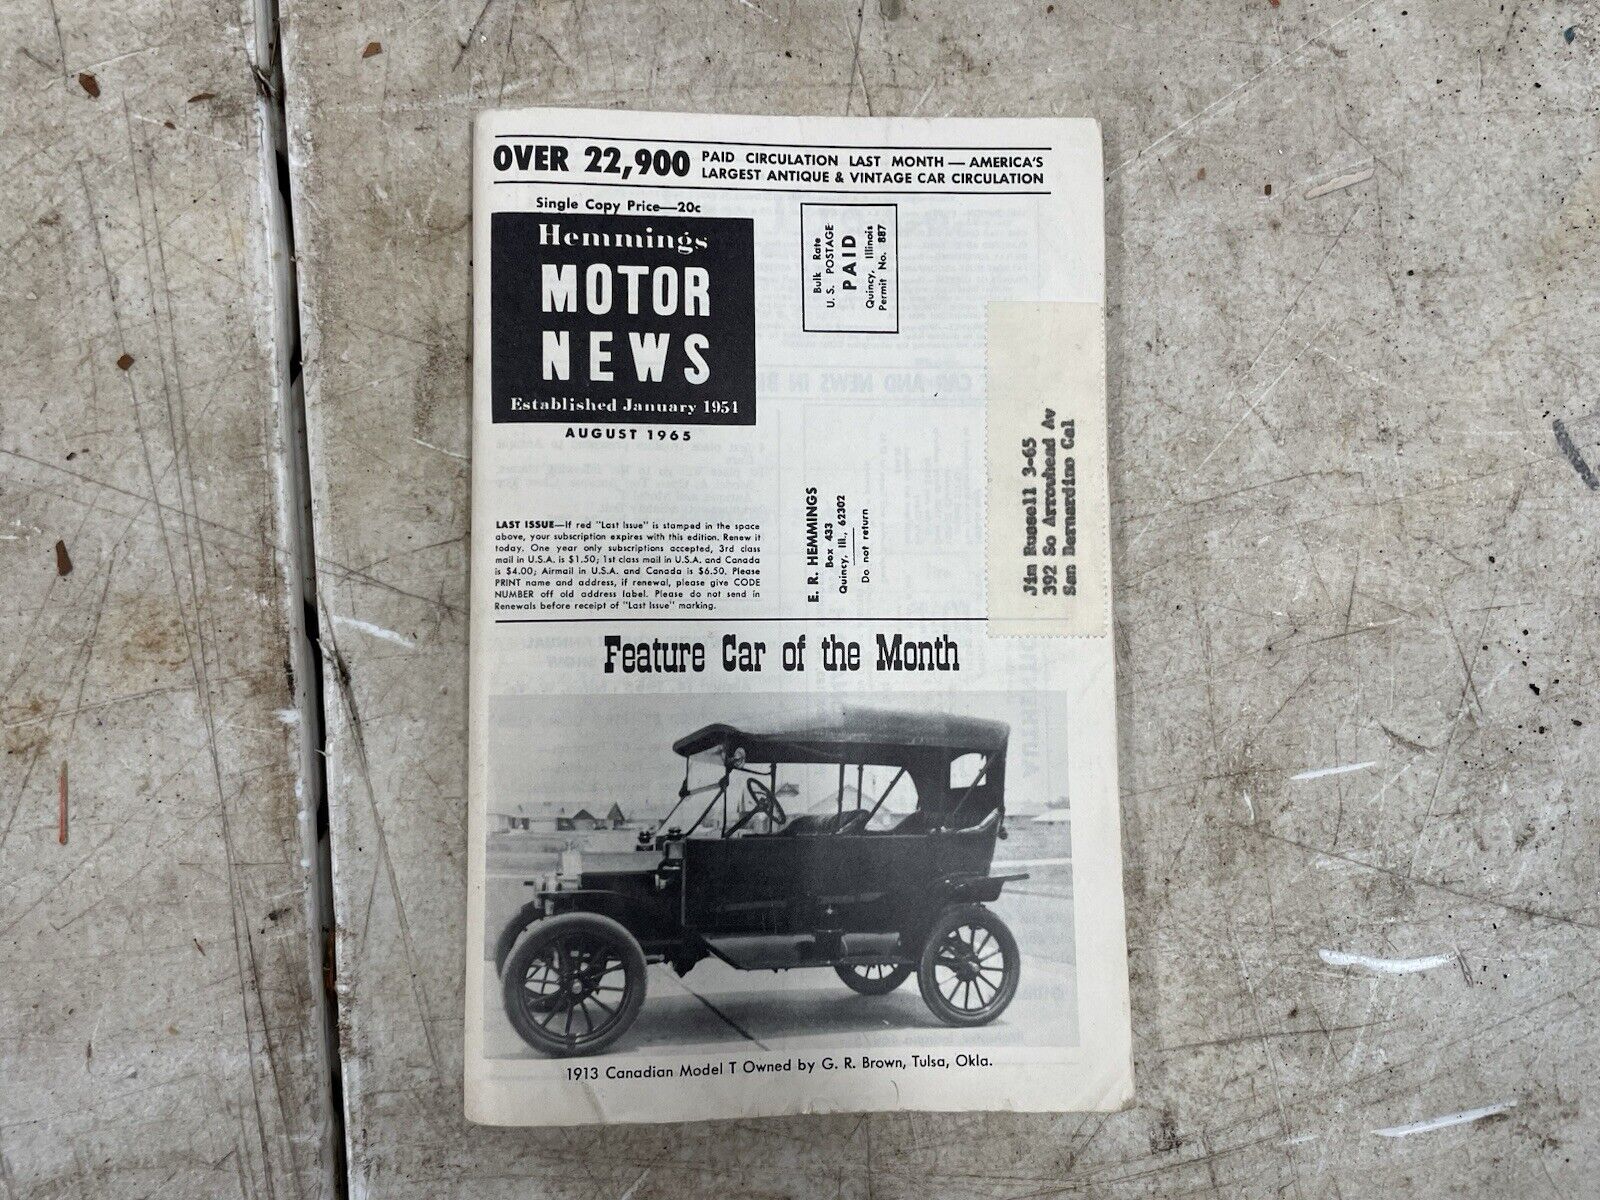 OVER 22,900 PAID CIRCULATION LAST MONTH — AMERICA'S
LARGEST ANTIQUE & VINTAGE CAR CIRCULATION
Single Copy Price—20c
Hemmings
MOTOR
NEWS
Established January 1954
AUGUST 1965
Bulk Rate
U. S. POSTAGE
PAID
Quincy, Illinois
Permit No. 887
LAST ISSUE—If red "Last Issue" is stamped in the space
above, your subscription expires with this edition. Renew it
today. One year only subscriptions accepted, 3rd class
mail in U.S.A. is $1.50; 1st class mail in U.S.A. and Canada
is $4.00; Airmail in U.S.A. and Canada is $6.50. Please
PRINT name and address, if renewal, please give CODE
NUMBER off old address label. Please do not send in
Renewals before receipt of "Last Issue" marking.
E. R. HEMMINGS
Box 433
Quincy, Ill., 62302
Do not return
Jim Russell 3-65
392 So Arrowhead Av
San Bernardino Cal
Feature Car of the Month
1913 Canadian Model T Owned by G. R. Brown, Tulsa, Okla.